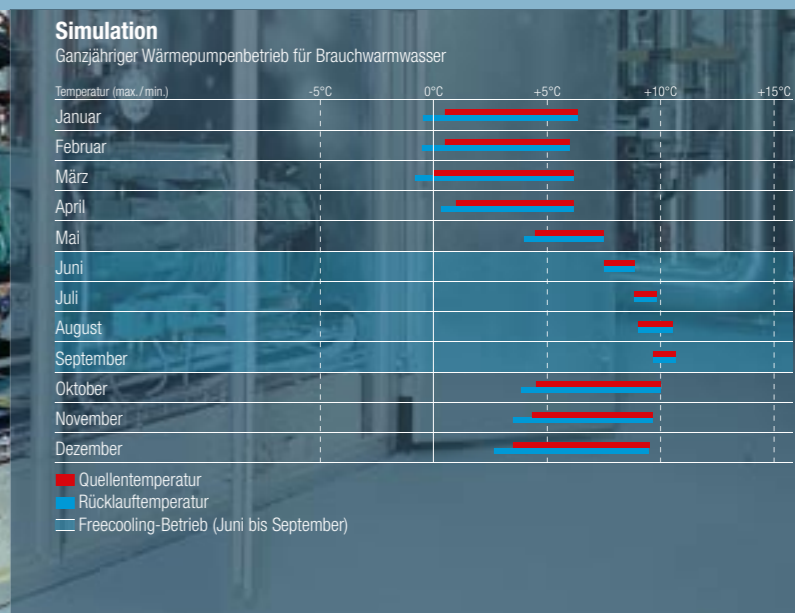 Simulation
Ganzjähriger Wärmepumpenbetrieb für Brauchwarmwasser
Temperatur (max./min.) -5°C 0°C +5°C +10°C +15°C
Januar
Februar
März
April
Mai
Juni
Juli
August
September
Oktober
November
Dezember
Quellentemperatur
Rücklauftemperatur
Freecooling-Betrieb (Juni bis September)